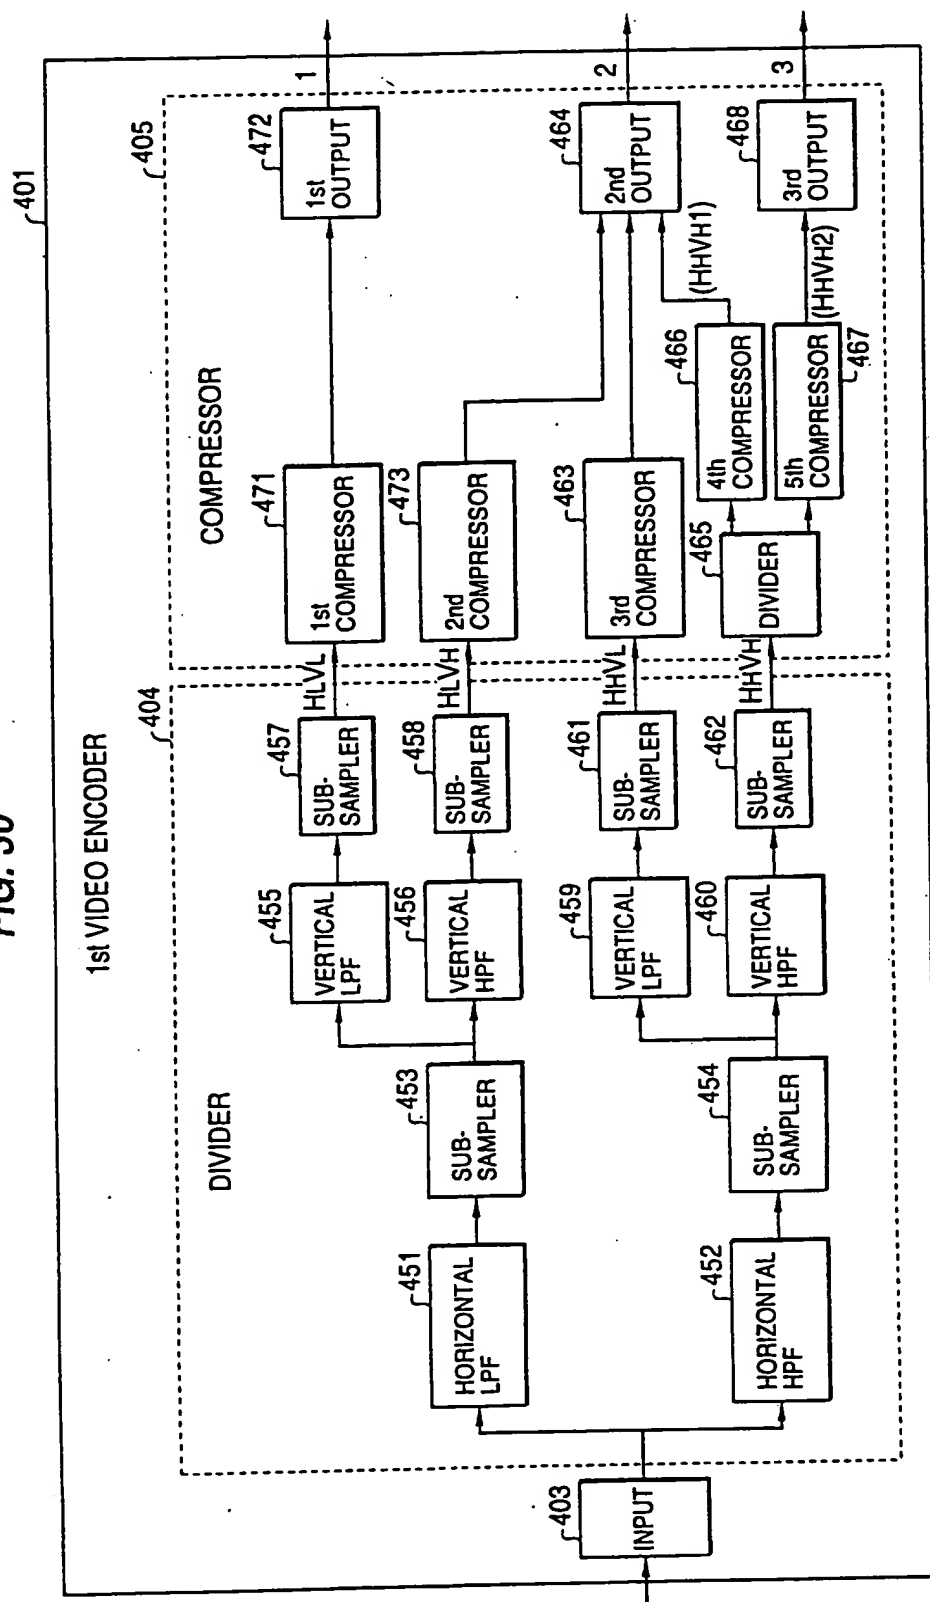 FIG. 30
1st VIDEO ENCODER
401
404
405
DIVIDER
COMPRESSOR
403
INPUT
451
HORIZONTAL
LPF
453
SUB-
SAMPLER
455
VERTICAL
LPF
457
SUB-
SAMPLER
HLVL
471
1st
COMPRESSOR
472
1st
OUTPUT
1
456
VERTICAL
HPF
458
SUB-
SAMPLER
HLVH
473
2nd
COMPRESSOR
452
HORIZONTAL
HPF
454
SUB-
SAMPLER
459
VERTICAL
LPF
461
SUB-
SAMPLER
HHVL
463
3rd
COMPRESSOR
464
2nd
OUTPUT
2
460
VERTICAL
HPF
462
SUB-
SAMPLER
HHVH
465
DIVIDER
466
4th
COMPRESSOR
(HHVH1)
5th
COMPRESSOR
467
(HHVH2)
468
3rd
OUTPUT
3